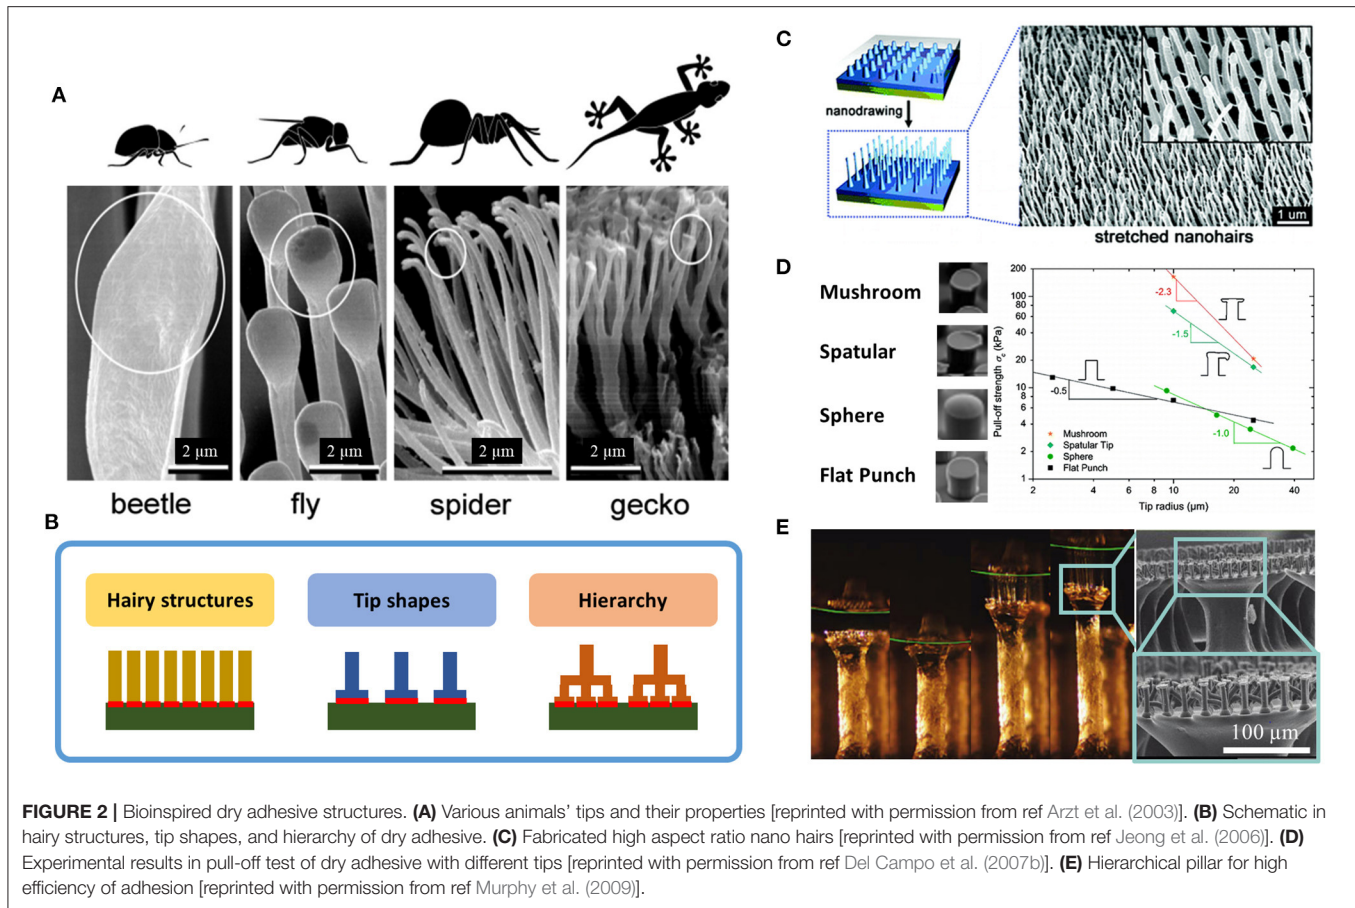 A
2 µm
2 µm
2 µm
2 µm
beetle
fly
spider
gecko
B
Hairy structures
Tip shapes
Hierarchy
C
nanodrawing
1 um
stretched nanohairs
D
Mushroom
Spatular
Sphere
Flat Punch
Pull-off strength σc (kPa)
200
100
80
60
40
20
10
8
6
4
2
1
-2.3
-1.5
-0.5
-1.0
Mushroom
Spatular Tip
Sphere
Flat Punch
2 4 6 8 10 20 40
Tip radius (µm)
E
100 µm
FIGURE 2 | Bioinspired dry adhesive structures. (A) Various animals’ tips and their properties [reprinted with permission from ref Arzt et al. (2003)]. (B) Schematic in
hairy structures, tip shapes, and hierarchy of dry adhesive. (C) Fabricated high aspect ratio nano hairs [reprinted with permission from ref Jeong et al. (2006)]. (D)
Experimental results in pull-off test of dry adhesive with different tips [reprinted with permission from ref Del Campo et al. (2007b)]. (E) Hierarchical pillar for high
efficiency of adhesion [reprinted with permission from ref Murphy et al. (2009)].